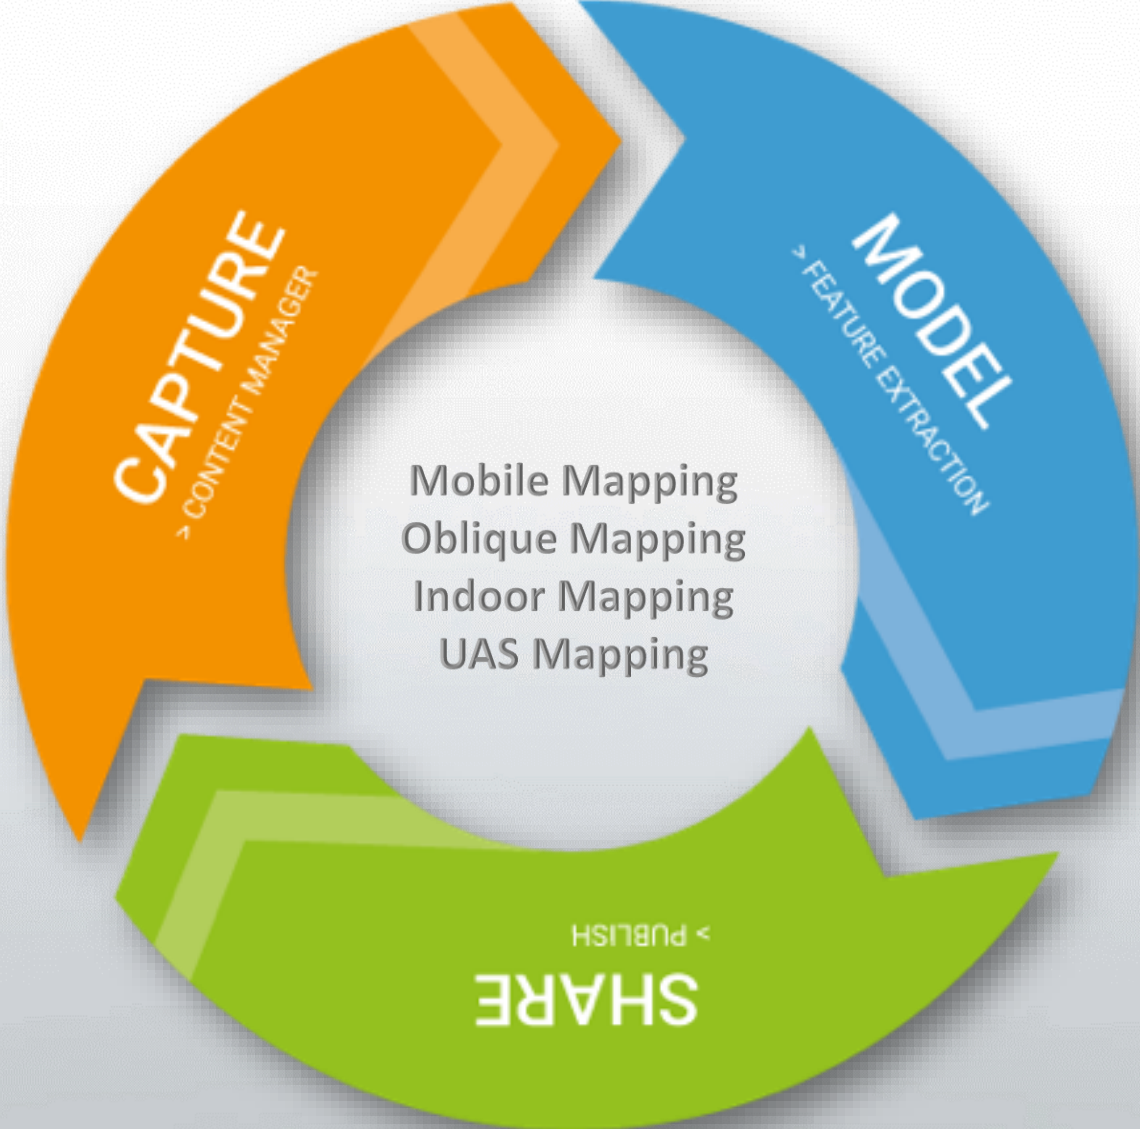 CAPTURE
> CONTENT MANAGER
MODEL
> FEATURE EXTRACTION
Mobile Mapping
Oblique Mapping
Indoor Mapping
UAS Mapping
SHARE
> PUBLISH